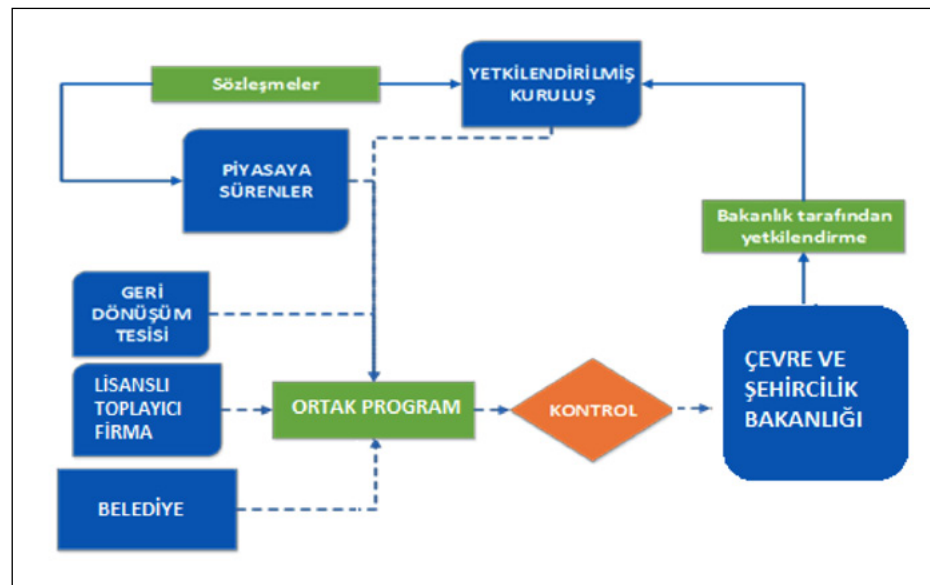 Sözleşmeler
YETKİLENDİRİLMİŞ
KURULUŞ
PİYASAYA
SÜRENLER
Bakanlık tarafından
yetkilendirme
GERİ
DÖNÜŞÜM
TESİSİ
LİSANSLI
TOPLAYICI
FİRMA
ORTAK PROGRAM
KONTROL
ÇEVRE VE
ŞEHİRCİLİK
BAKANLIĞI
BELEDİYE